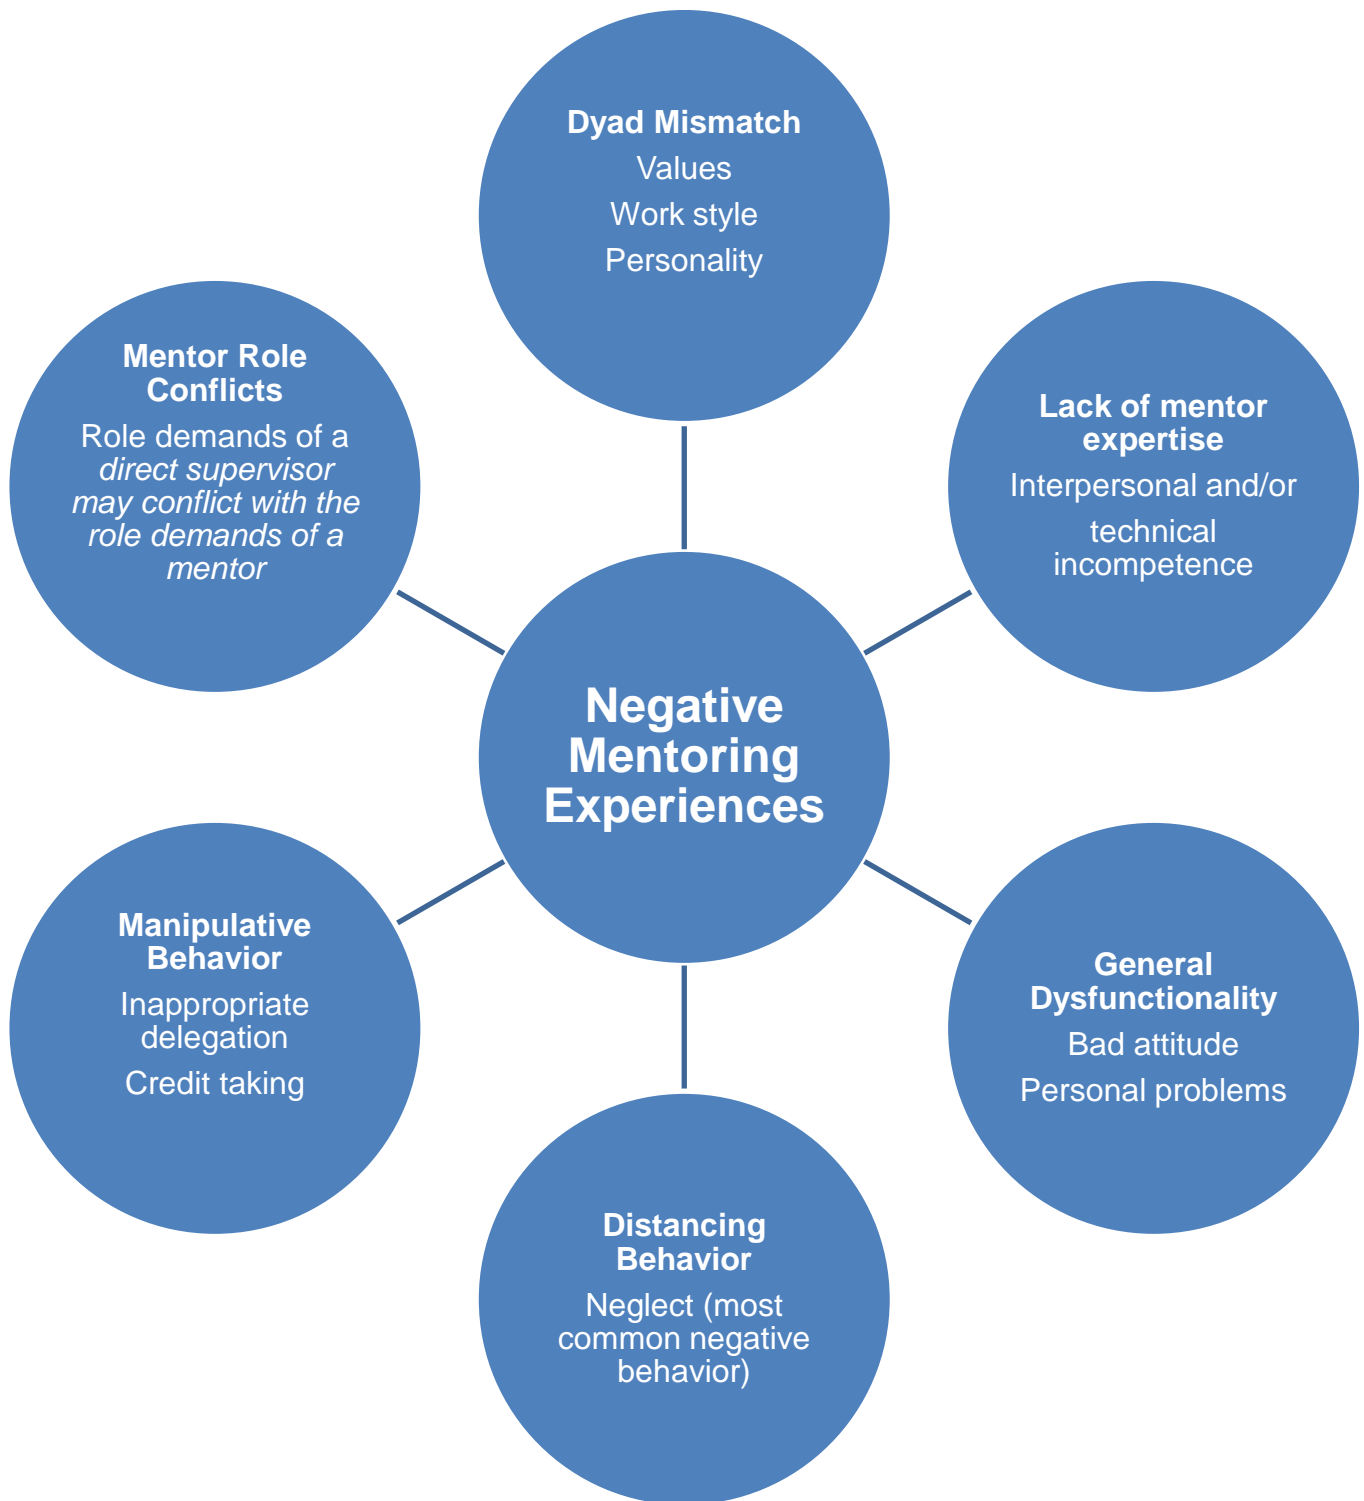 Dyad Mismatch
Values
Work style
Personality
Mentor Role
Conflicts
Role demands of a
direct supervisor
may conflict with the
role demands of a
mentor
Lack of mentor
expertise
Interpersonal and/or
technical
incompetence
Negative
Mentoring
Experiences
Manipulative
Behavior
Inappropriate
delegation
Credit taking
General
Dysfunctionality
Bad attitude
Personal problems
Distancing
Behavior
Neglect (most
common negative
behavior)